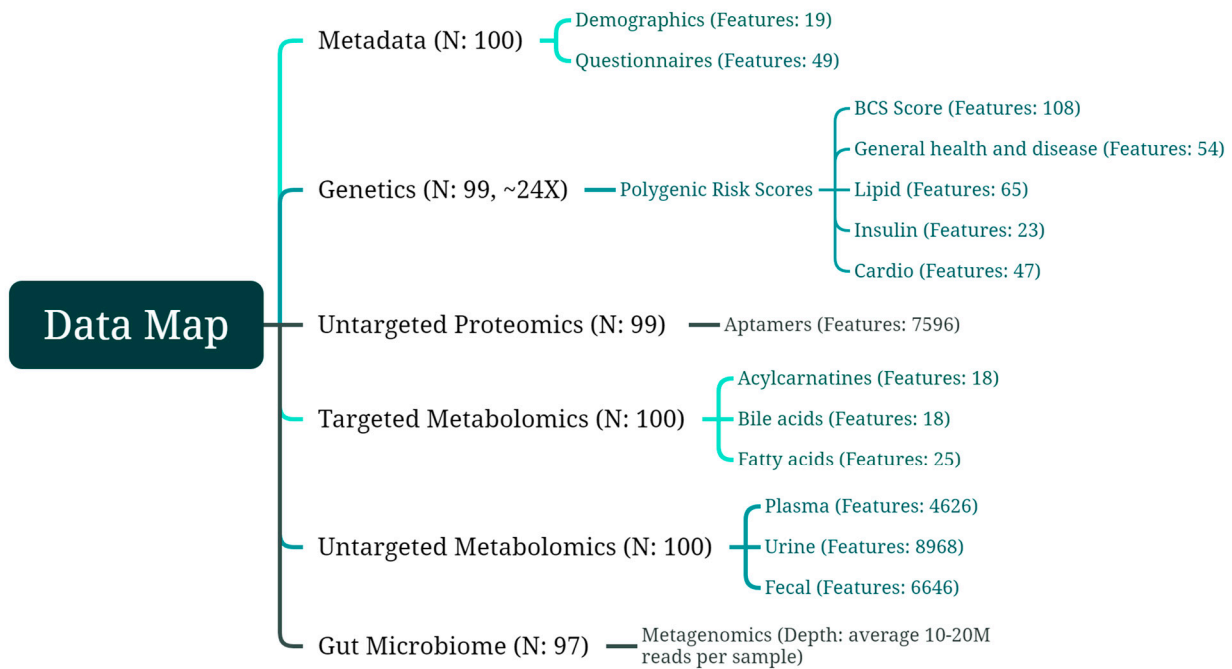 Data Map
Metadata (N: 100)
Demographics (Features: 19)
Questionnaires (Features: 49)
Genetics (N: 99, ~24X)
Polygenic Risk Scores
BCS Score (Features: 108)
General health and disease (Features: 54)
Lipid (Features: 65)
Insulin (Features: 23)
Cardio (Features: 47)
Untargeted Proteomics (N: 99)
Aptamers (Features: 7596)
Targeted Metabolomics (N: 100)
Acylcarnatines (Features: 18)
Bile acids (Features: 18)
Fatty acids (Features: 25)
Untargeted Metabolomics (N: 100)
Plasma (Features: 4626)
Urine (Features: 8968)
Fecal (Features: 6646)
Gut Microbiome (N: 97)
Metagenomics (Depth: average 10-20M
reads per sample)